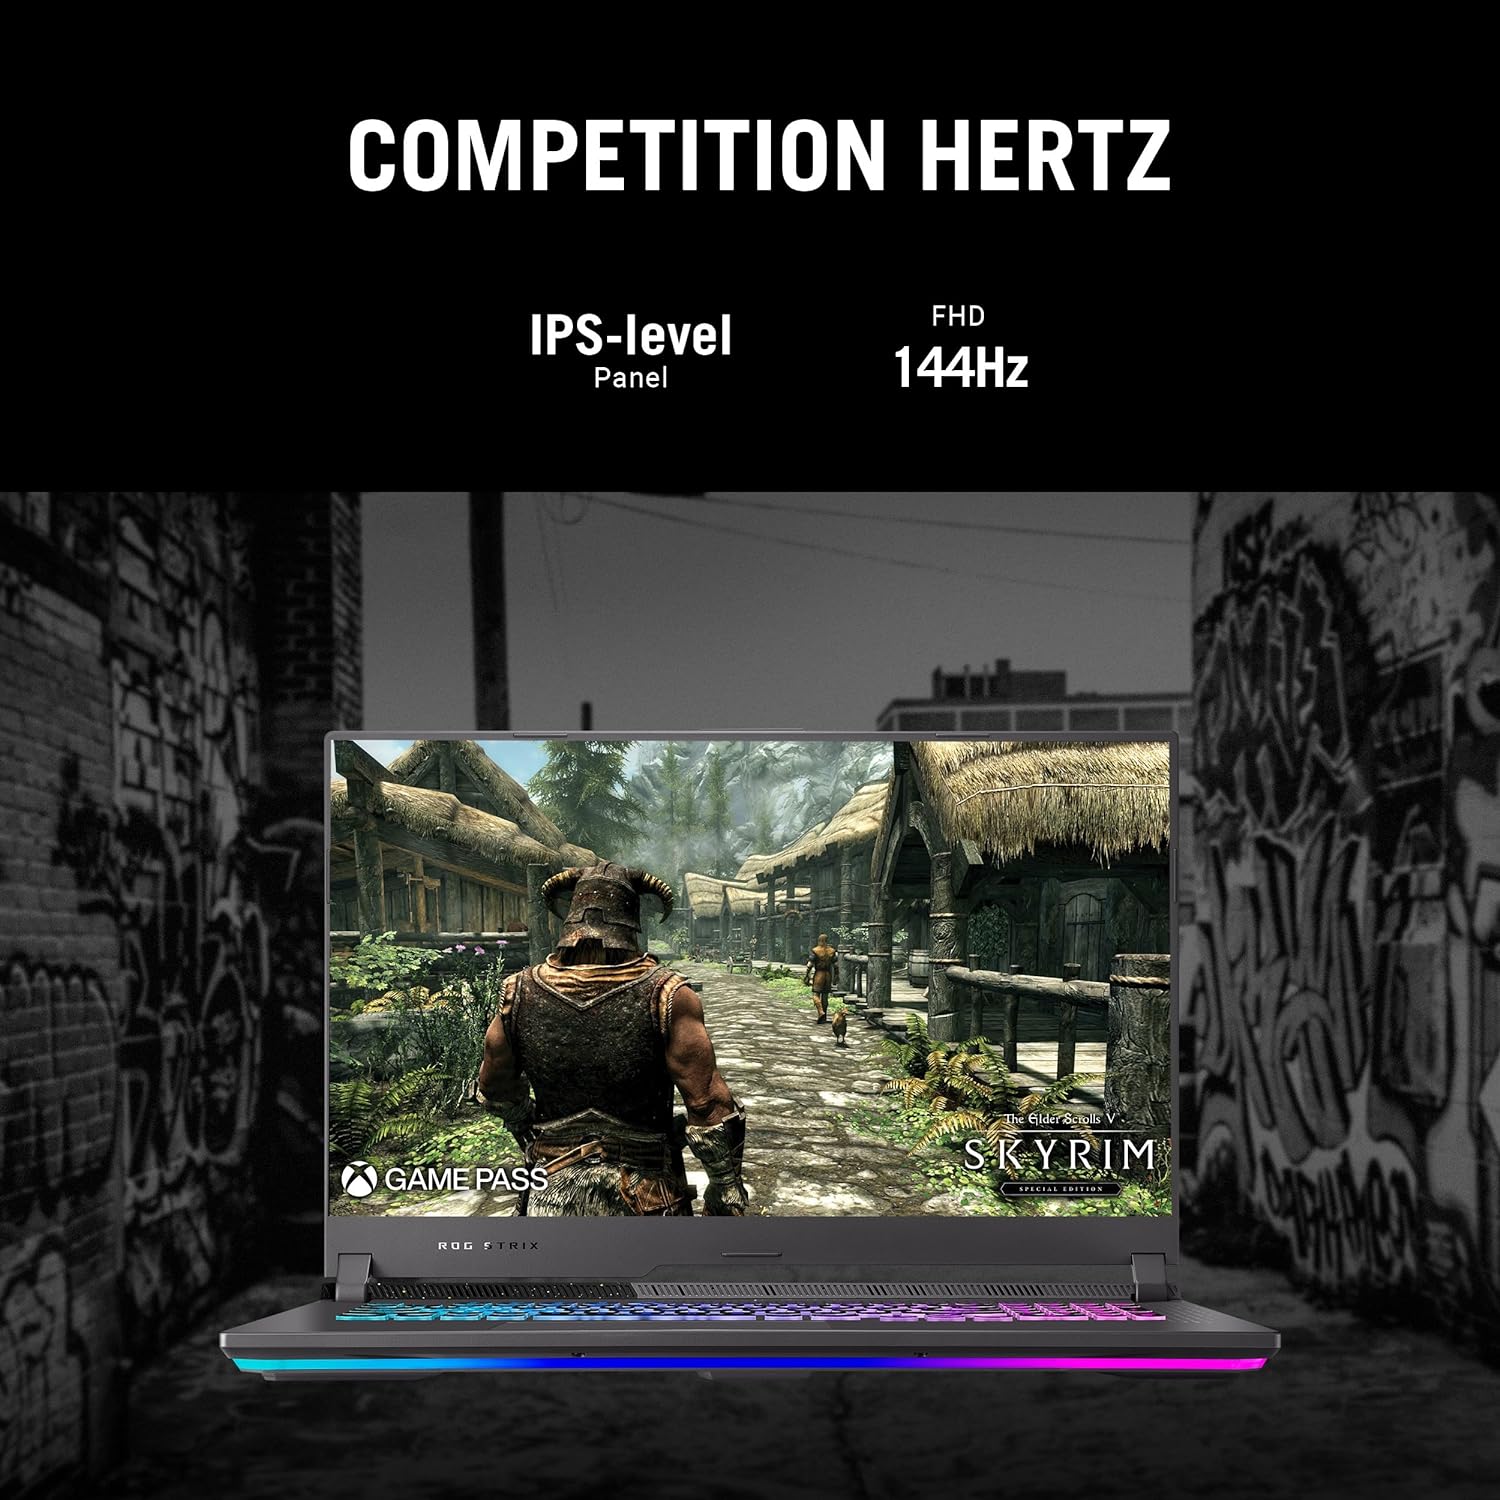 COMPETITION HERTZ
IPS-level
Panel
FHD
144Hz
The Elder Scrolls V
SKYRIM
SPECIAL EDITION
GAME PASS
ROG STRIX